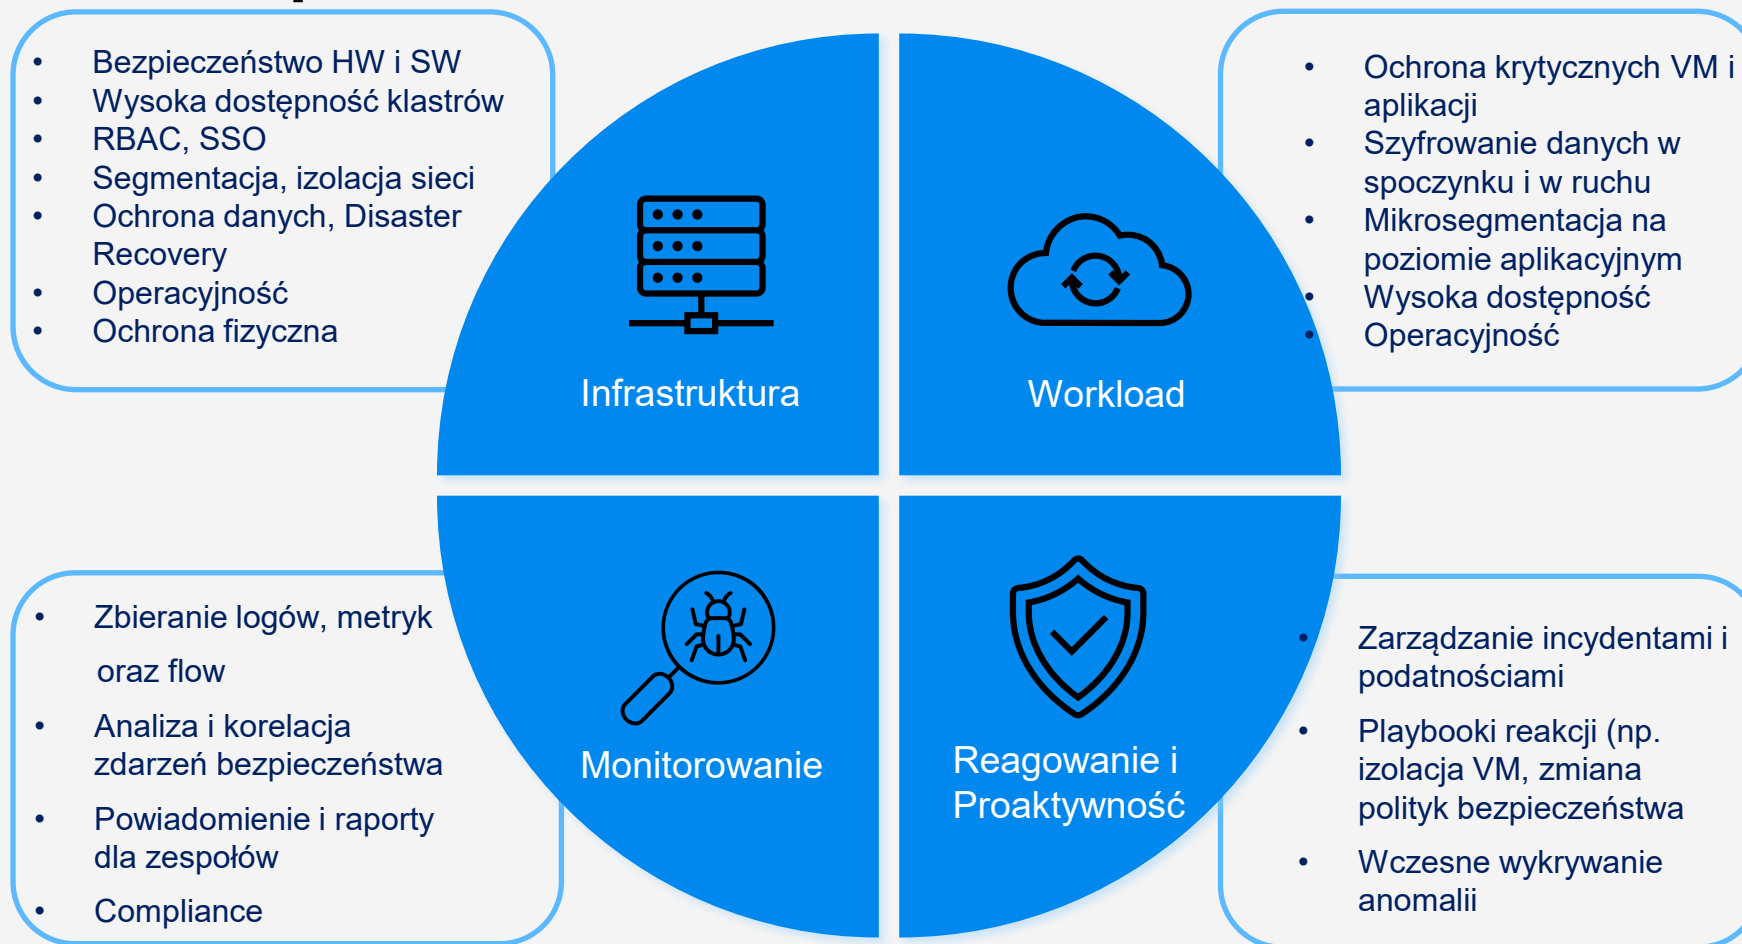 Bezpieczeństwo HW i SW
Wysoka dostępność klastrów
RBAC, SSO
Segmentacja, izolacja sieci
Ochrona danych, Disaster
Recovery
Operacyjność
Ochrona fizyczna
Infrastruktura
Ochrona krytycznych VM i
aplikacji
Szyfrowanie danych w
spoczynku i w ruchu
Mikrosegmentacja na
poziomie aplikacyjnym
Wysoka dostępność
Operacyjność
Workload
Zbieranie logów, metryk
oraz flow
Analiza i korelacja
zdarzeń bezpieczeństwa
Powiadomienie i raporty
dla zespołów
Compliance
Monitorowanie
Reagowanie i
Proaktywność
Zarządzanie incydentami i
podatnościami
Playbooki reakcji (np.
izolacja VM, zmiana
polityk bezpieczeństwa
Wczesne wykrywanie
anomalii